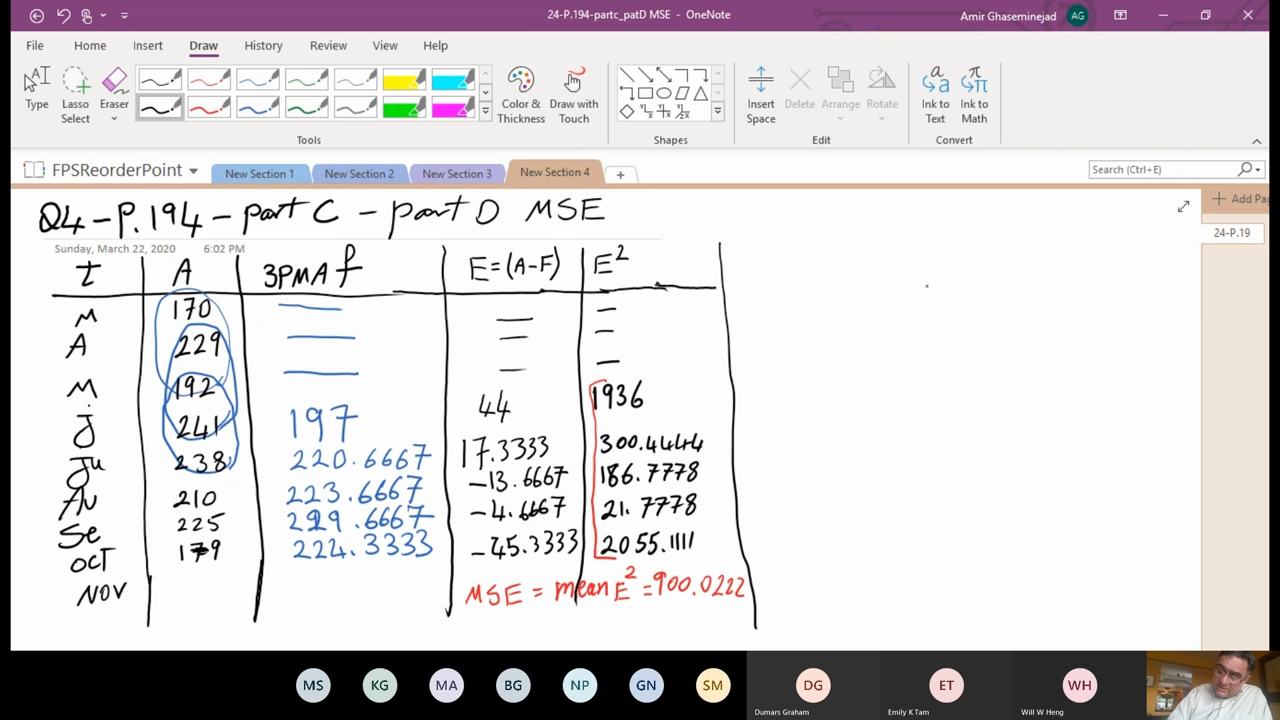 24-P.194-partc_patD MSE - OneNote
Amir Ghaseminejad AG
File Home Insert Draw History Review View Help
Type Lasso Select Eraser Color & Thickness Draw with Touch Insert Space Delete Arrange Rotate Ink to Text Ink to Math
Tools Shapes Edit Convert
FPSReorderPoint New Section 1 New Section 2 New Section 3 New Section 4 + Search (Ctrl+E)
+ Add Pag
24-P.19
Q4-P.194-part C - part D MSE
Sunday, March 22, 2020 6:02 PM
t A 3PMA f E=(A-F) E²
M 170 — — —
A 229 — — —
M 192 — — —
J 241 197 44 1936
Ju 238 220.6667 17.3333 300.4444
Au 210 223.6667 -13.6667 186.7778
Se 225 229.6667 -4.6667 21.7778
OCT 179 224.3333 -45.3333 2055.1111
NOV
MSE = mean E² = 900.0222
MS KG MA BG NP GN SM DG ET WH
Dumars Graham Emily K Tam Will W Heng